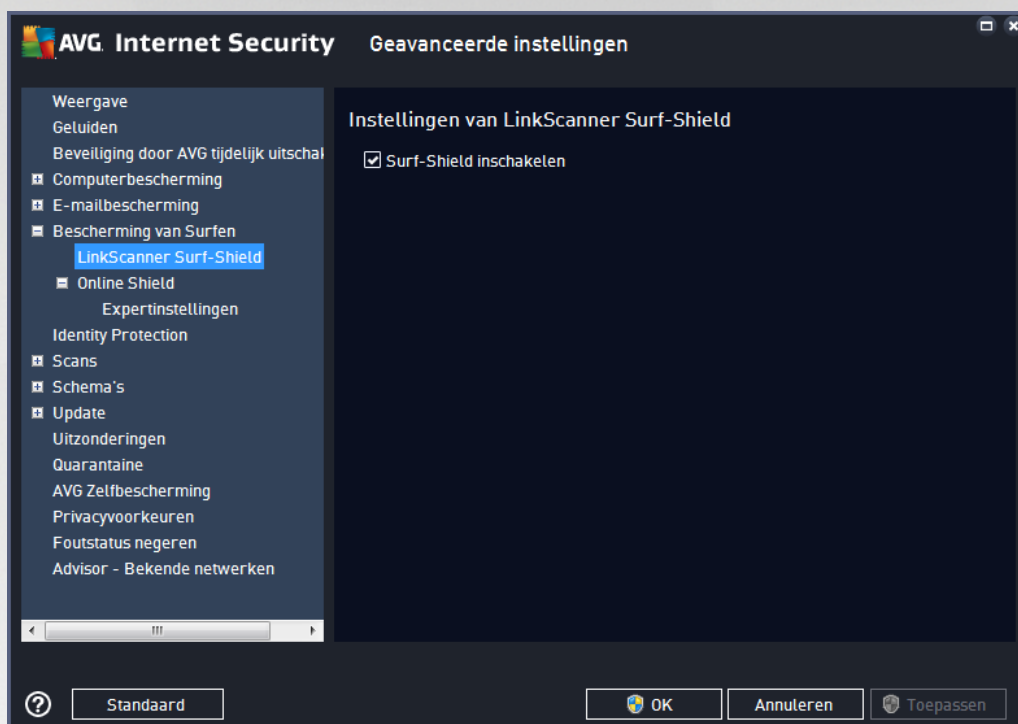 AVG. Internet Security Geavanceerde instellingen
Weergave
Geluiden
Beveiliging door AVG tijdelijk uitschak
Computerbescherming
E-mailbescherming
Bescherming van Surfen
LinkScanner Surf-Shield
Online Shield
Expertinstellingen
Identity Protection
Scans
Schema's
Update
Uitzonderingen
Quarantaine
AVG Zelfbescherming
Privacyvoorkeuren
Foutstatus negeren
Advisor - Bekende netwerken
Instellingen van LinkScanner Surf-Shield
Surf-Shield inschakelen
Standaard
OK
Annuleren
Toepassen